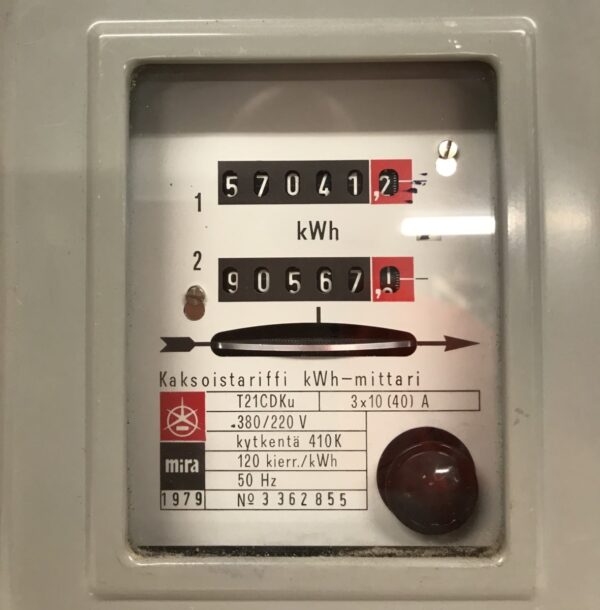 1 57041,2
kWh
2 90567,
Kaksoistariffi kWh-mittari
T21CDKu 3x10 (40) A
380/220 V
kytkentä 410K
mira 120 kierr./kWh
50 Hz
1979 № 3 362 855